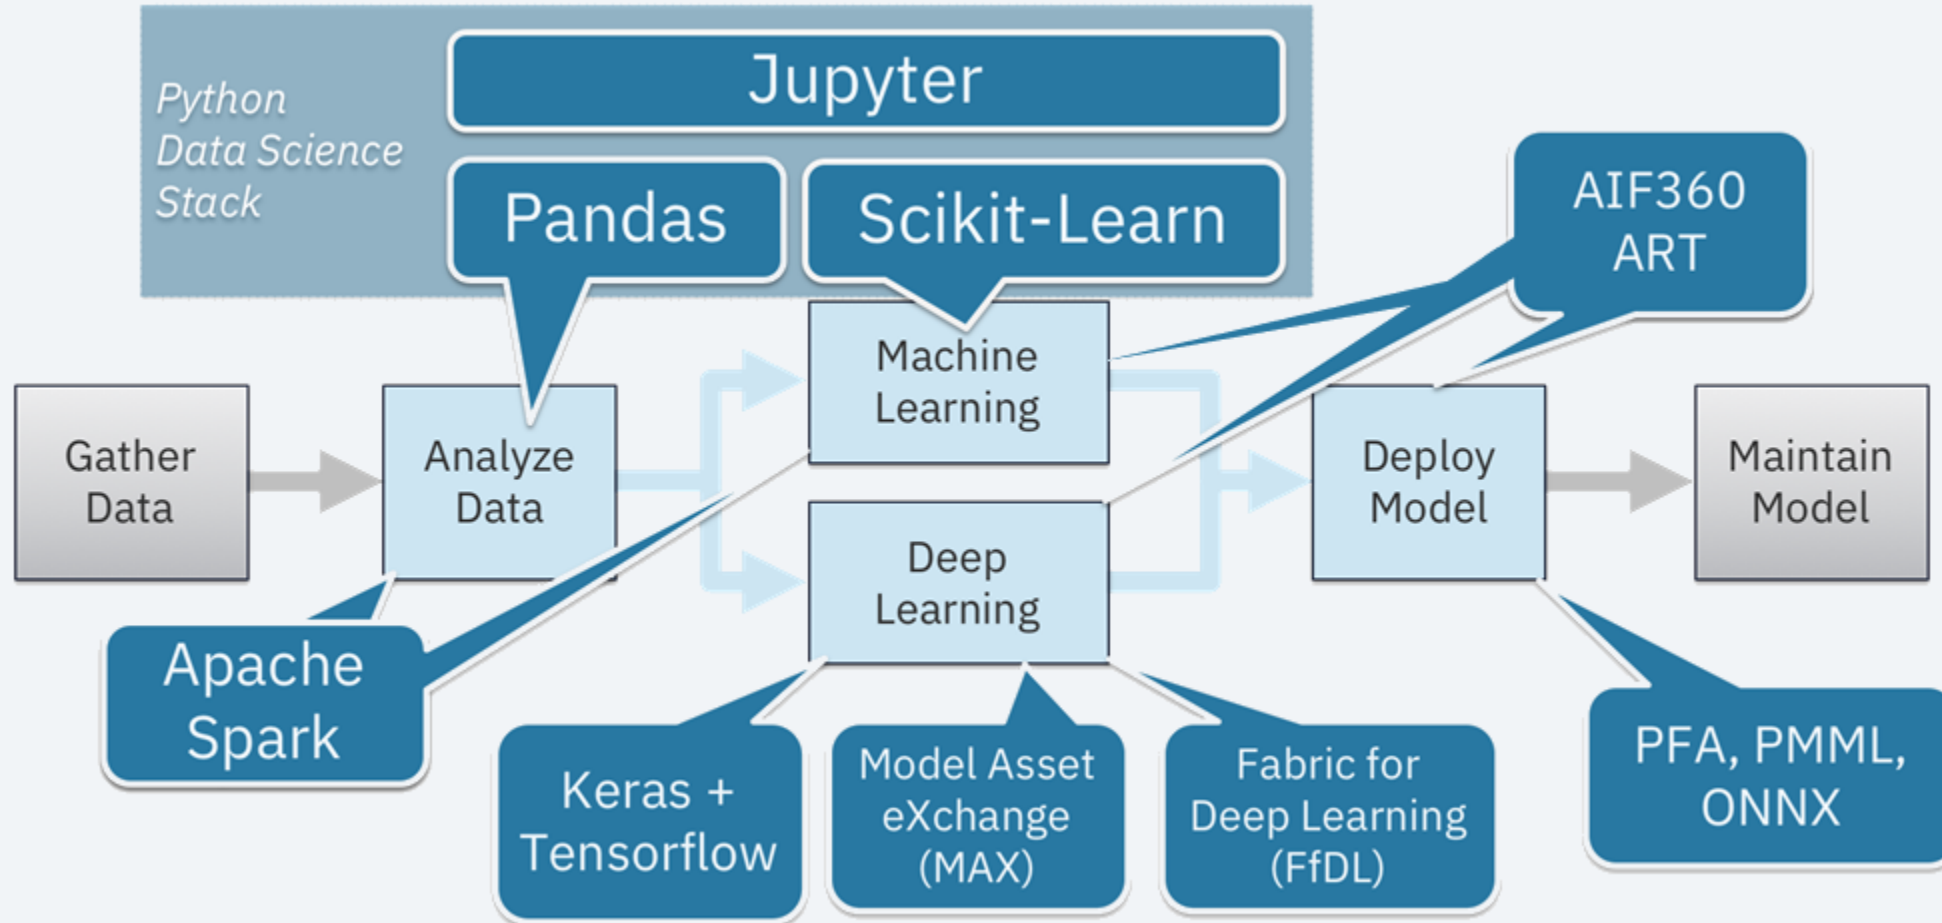 Python
Data Science
Stack
Jupyter
Pandas
Scikit-Learn
AIF360
ART
Gather
Data
Analyze
Data
Machine
Learning
Deep
Learning
Deploy
Model
Maintain
Model
Apache
Spark
Keras +
Tensorflow
Model Asset
eXchange
(MAX)
Fabric for
Deep Learning
(FfDL)
PFA, PMML,
ONNX